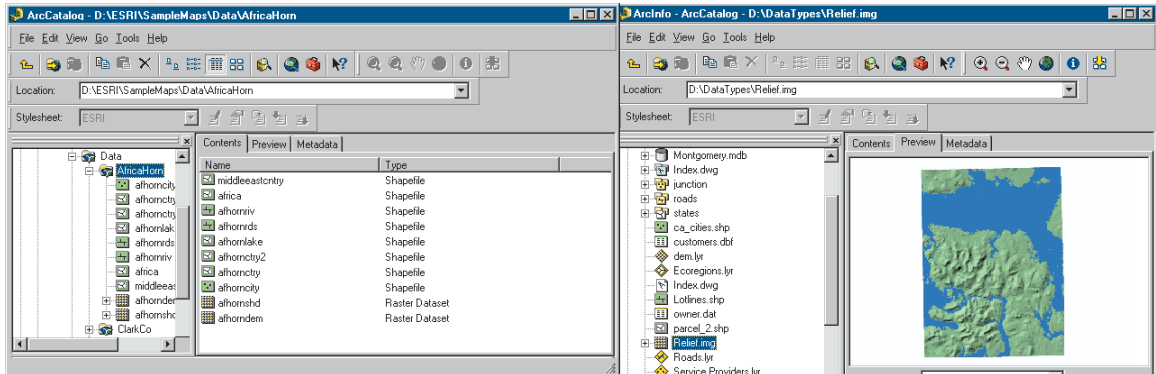 ArcCatalog - D:\ESRI\SampleMaps\Data\AfricaHorn
File Edit View Go Tools Help
Location: D:\ESRI\SampleMaps\Data\AfricaHorn
Stylesheet: ESRI
Data
AfricaHorn
afhorncity
afhornctry
afhornctry
afhornlak
afhornrds
afhornriv
africa
middleeas
afhornder
afhornshc
ClarkCo
Contents Preview Metadata
Name Type
middleeastcntry Shapefile
africa Shapefile
afhornriv Shapefile
afhornrds Shapefile
afhornlake Shapefile
afhornctry2 Shapefile
afhornctry Shapefile
afhorncity Shapefile
afhornshd Raster Dataset
afhorndem Raster Dataset
ArcInfo - ArcCatalog - D:\DataTypes\Relief.img
File Edit View Go Tools Help
Location: D:\DataTypes\Relief.img
Stylesheet: ESRI
Montgomery.mdb
Index.dwg
junction
roads
states
ca_cities.shp
customers.dbf
dem.lyr
Ecoregions.lyr
Index.dwg
Lotlines.shp
owner.dat
parcel_2.shp
Relief.img
Roads.lyr
Service Providers.lyr
Contents Preview Metadata